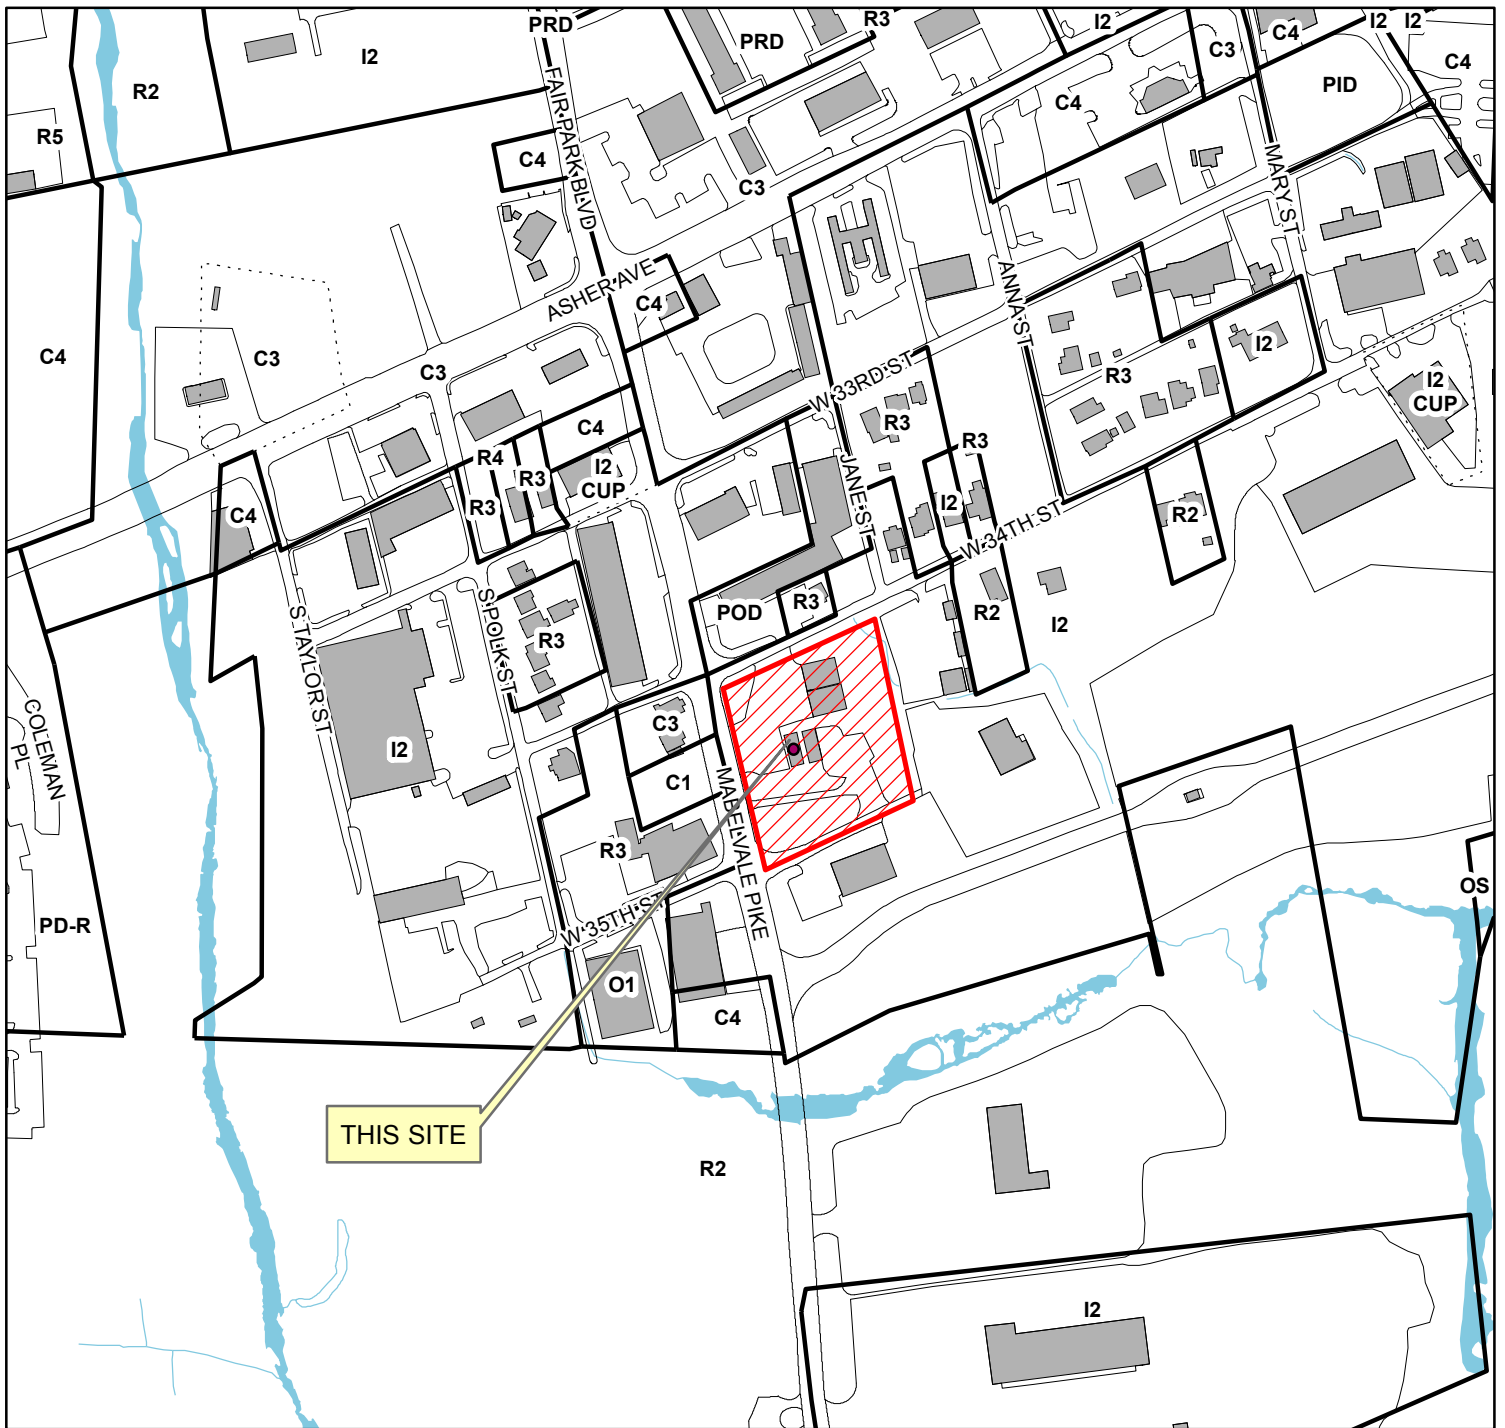 PRD
R3
I2
C4
I2
I2
I2
PRD
C3
C4
R2
PID
C4
R5
FAIR PARK BLVD
C4
MARY ST
C4
C3
ASHER AVE
ANNA ST
C4
C4
C3
C3
I2
R3
W 33RD ST
I2
CUP
C4
R3
R3
R4
R3
I2
CUP
R3
JANE ST
I2
C4
W 34TH ST
R2
S TAYLOR ST
S POLK ST
R3
POD
R3
R2
I2
COLEMAN
PL
I2
C3
C1
MABELVALE PIKE
R3
OS
PD-R
W 35TH ST
O1
C4
THIS SITE
R2
I2